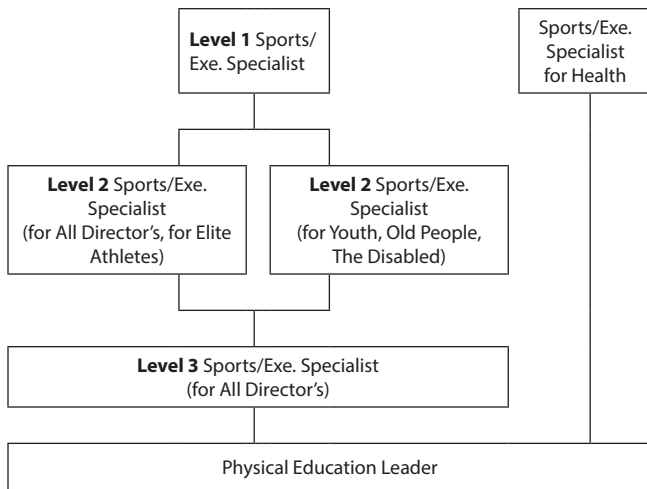 Level 1 Sports/
Exe. Specialist
Sports/Exe.
Specialist
for Health
Level 2 Sports/Exe.
Specialist
(for All Director's, for Elite
Athletes)
Level 2 Sports/Exe.
Specialist
(for Youth, Old People,
The Disabled)
Level 3 Sports/Exe. Specialist
(for All Director's)
Physical Education Leader